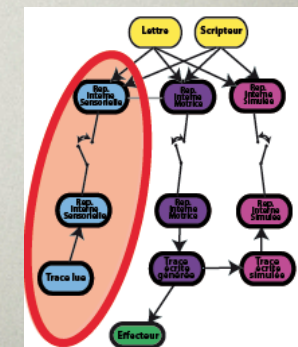 Lettre
Scripteur
Rep.
Interne
Sensorielle
Rep.
Interne
Motrice
Rep.
Interne
Simulée
Rep.
Interne
Sensorielle
Rep.
Interne
Motrice
Rep.
Interne
Simulée
Trace lue
Trace
écrite
générée
Trace
écrite
simulée
Effecteur